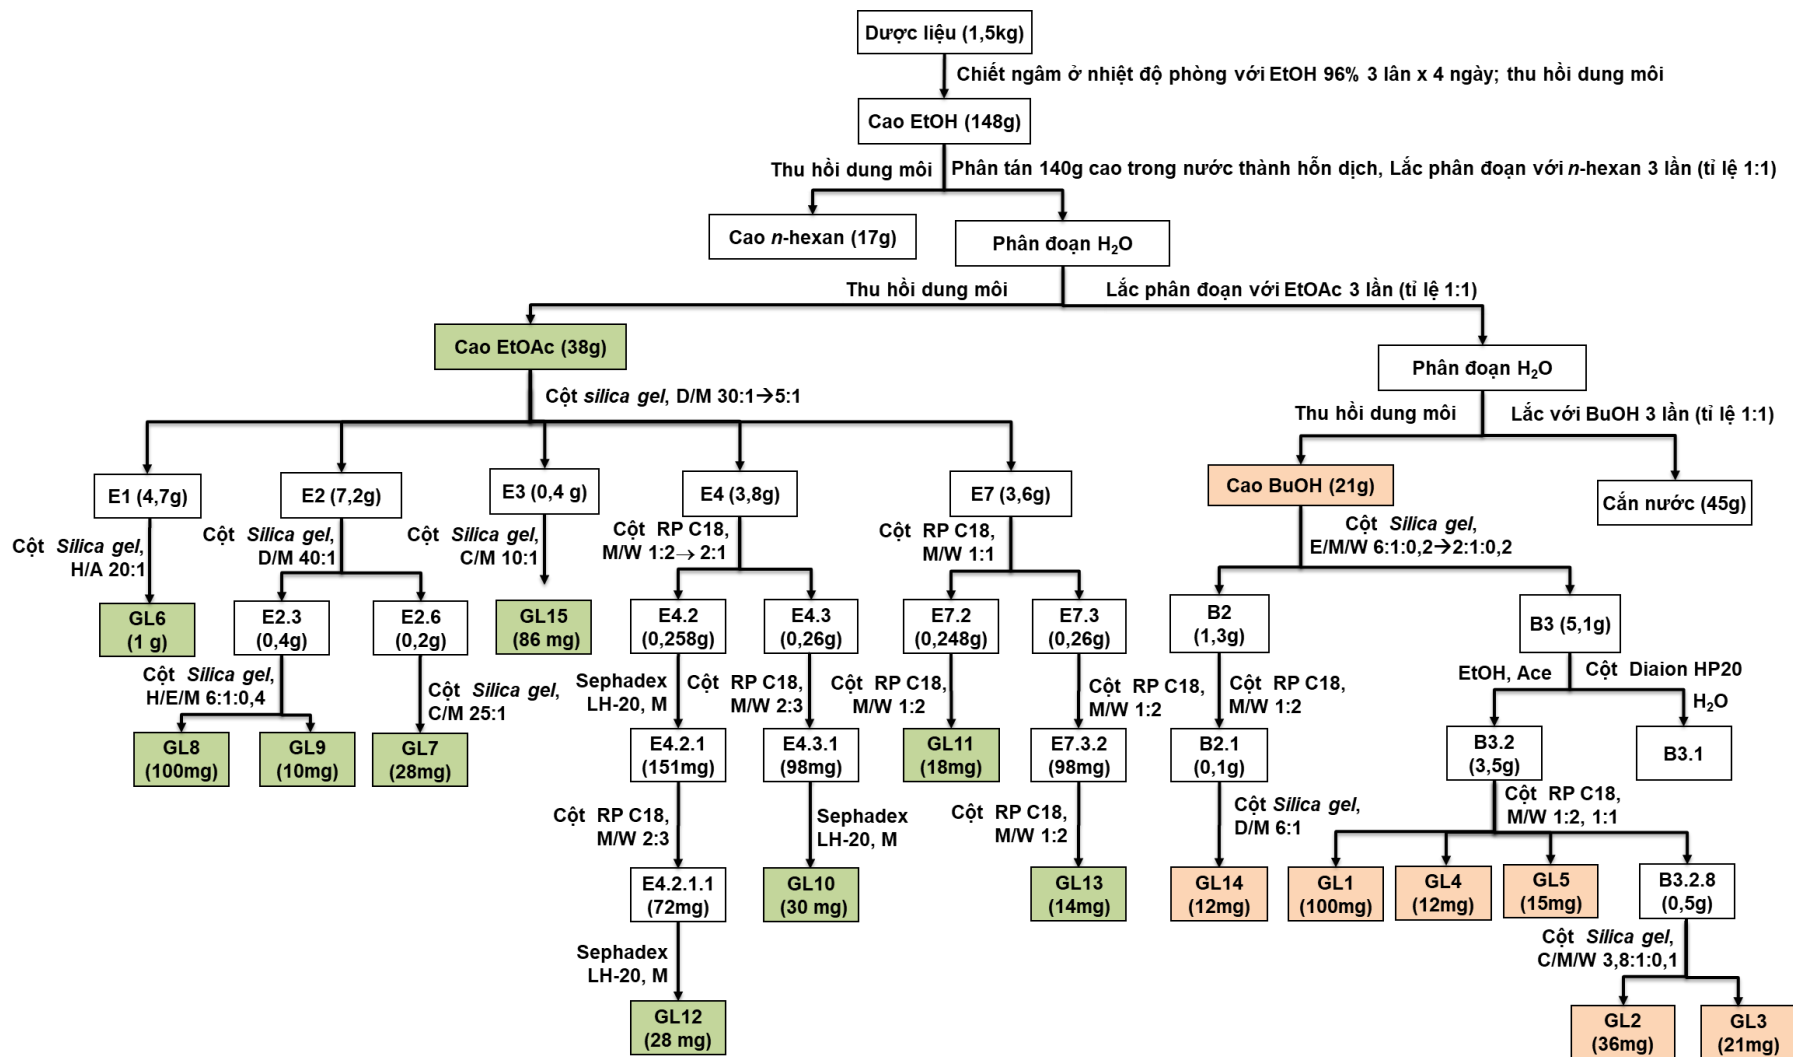 Dược liệu (1,5kg)
Chiết ngâm ở nhiệt độ phòng với EtOH 96% 3 lân x 4 ngày; thu hồi dung môi
Cao EtOH (148g)
Thu hồi dung môi
Phân tán 140g cao trong nước thành hỗn dịch, Lắc phân đoạn với n-hexan 3 lần (tỉ lệ 1:1)
Cao n-hexan (17g)
Phân đoạn H₂O
Thu hồi dung môi
Lắc phân đoạn với EtOAc 3 lần (tỉ lệ 1:1)
Cao EtOAc (38g)
Phân đoạn H₂O
Cột silica gel, D/M 30:1→5:1
Thu hồi dung môi
Lắc với BuOH 3 lần (tỉ lệ 1:1)
E1 (4,7g)
E2 (7,2g)
E3 (0,4 g)
E4 (3,8g)
E7 (3,6g)
Cao BuOH (21g)
Cắn nước (45g)
Cột Silica gel,
H/A 20:1
Cột Silica gel,
D/M 40:1
Cột Silica gel,
C/M 10:1
Cột RP C18,
M/W 1:2→ 2:1
Cột RP C18,
M/W 1:1
Cột Silica gel,
E/M/W 6:1:0,2→2:1:0,2
GL6
(1 g)
E2.3
(0,4g)
E2.6
(0,2g)
GL15
(86 mg)
E4.2
(0,258g)
E4.3
(0,26g)
E7.2
(0,248g)
E7.3
(0,26g)
B2
(1,3g)
B3 (5,1g)
Cột Silica gel,
H/E/M 6:1:0,4
Cột Silica gel,
C/M 25:1
Sephadex
LH-20, M
Cột RP C18,
M/W 2:3
Cột RP C18,
M/W 1:2
Cột RP C18,
M/W 1:2
Cột RP C18,
M/W 1:2
EtOH, Ace
Cột Diaion HP20
H₂O
GL8
(100mg)
GL9
(10mg)
GL7
(28mg)
E4.2.1
(151mg)
E4.3.1
(98mg)
GL11
(18mg)
E7.3.2
(98mg)
B2.1
(0,1g)
B3.2
(3,5g)
B3.1
Cột RP C18,
M/W 2:3
Sephadex
LH-20, M
Cột RP C18,
M/W 1:2
Cột Silica gel,
D/M 6:1
Cột RP C18,
M/W 1:2, 1:1
E4.2.1.1
(72mg)
GL10
(30 mg)
GL13
(14mg)
GL14
(12mg)
GL1
(100mg)
GL4
(12mg)
GL5
(15mg)
B3.2.8
(0,5g)
Sephadex
LH-20, M
Cột Silica gel,
C/M/W 3,8:1:0,1
GL12
(28 mg)
GL2
(36mg)
GL3
(21mg)